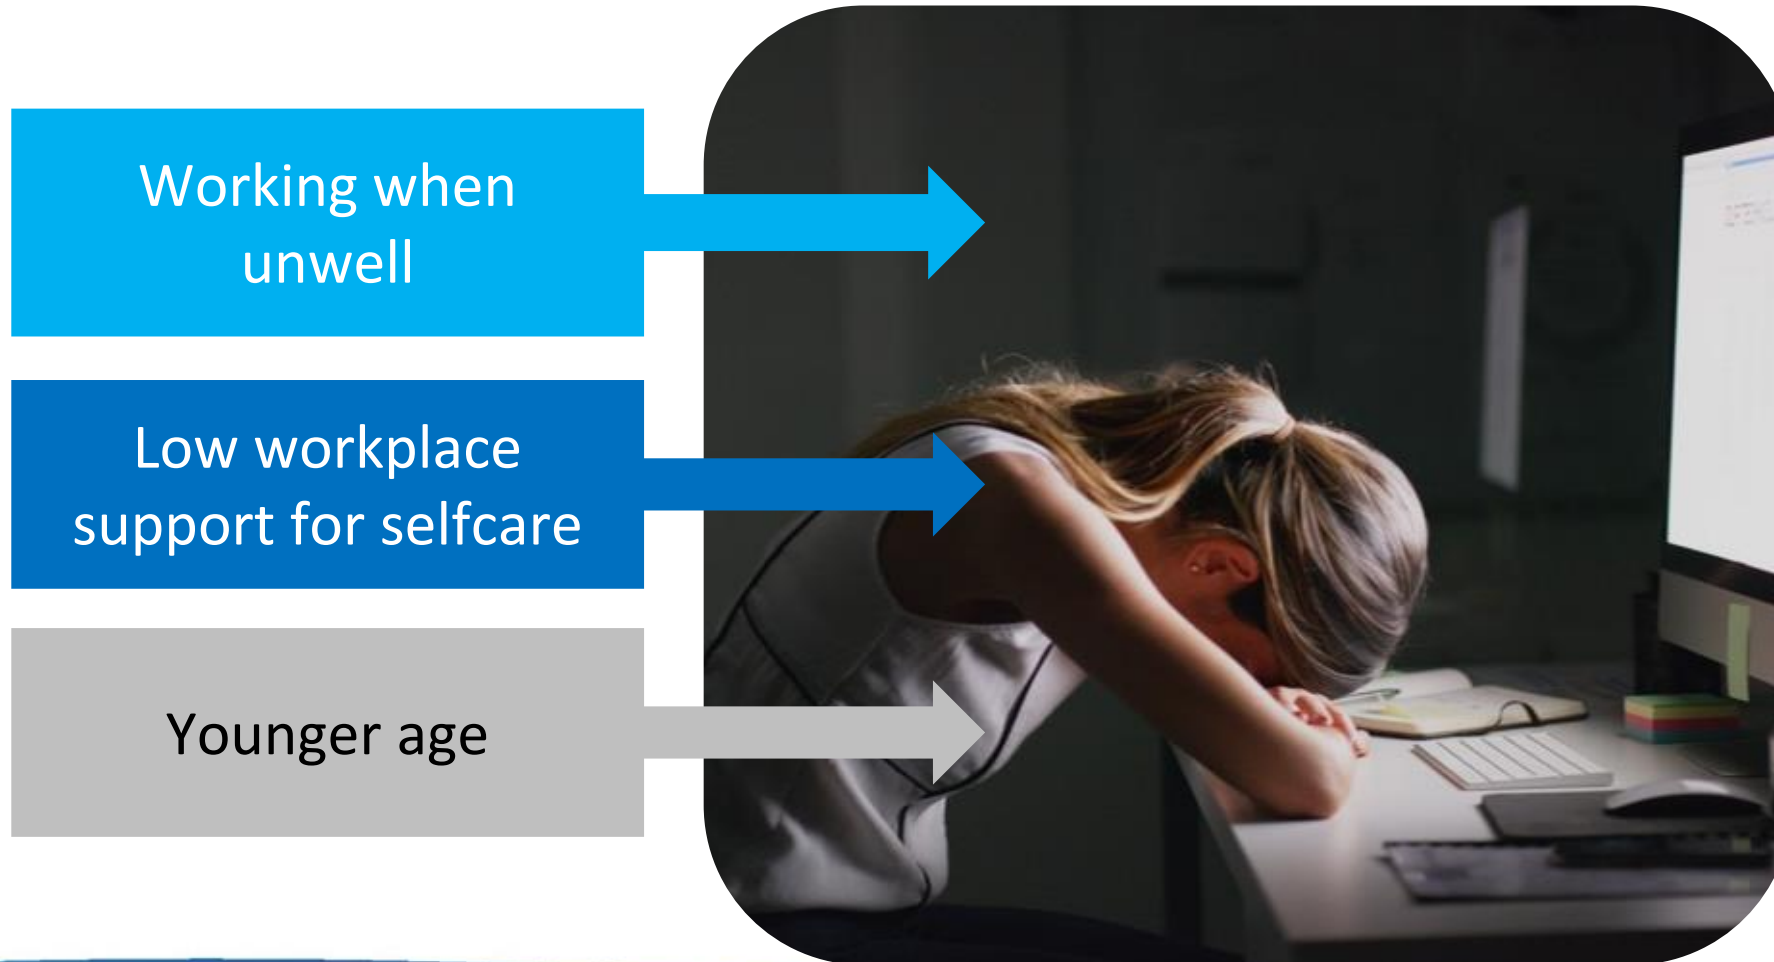 Working when
unwell
Low workplace
support for selfcare
Younger age